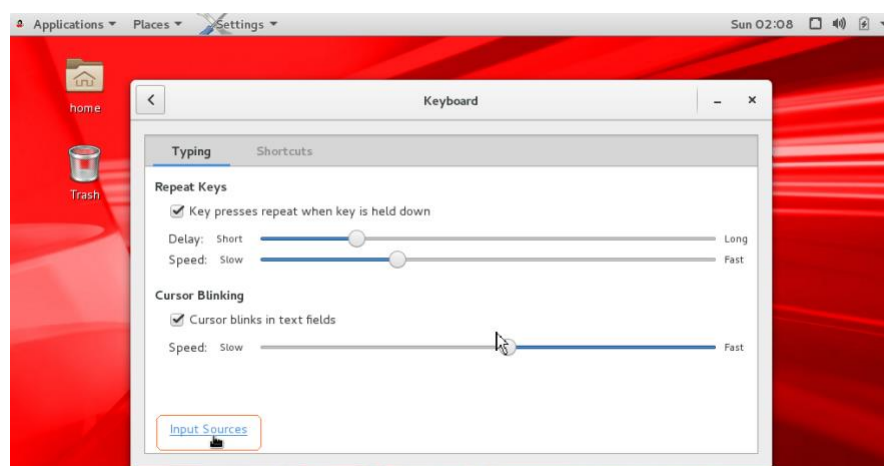 Applications Places Settings Sun 02:08
home
Keyboard
Trash
Typing Shortcuts
Repeat Keys
Key presses repeat when key is held down
Delay: Short Long
Speed: Slow Fast
Cursor Blinking
Cursor blinks in text fields
Speed: Slow Fast
Input Sources